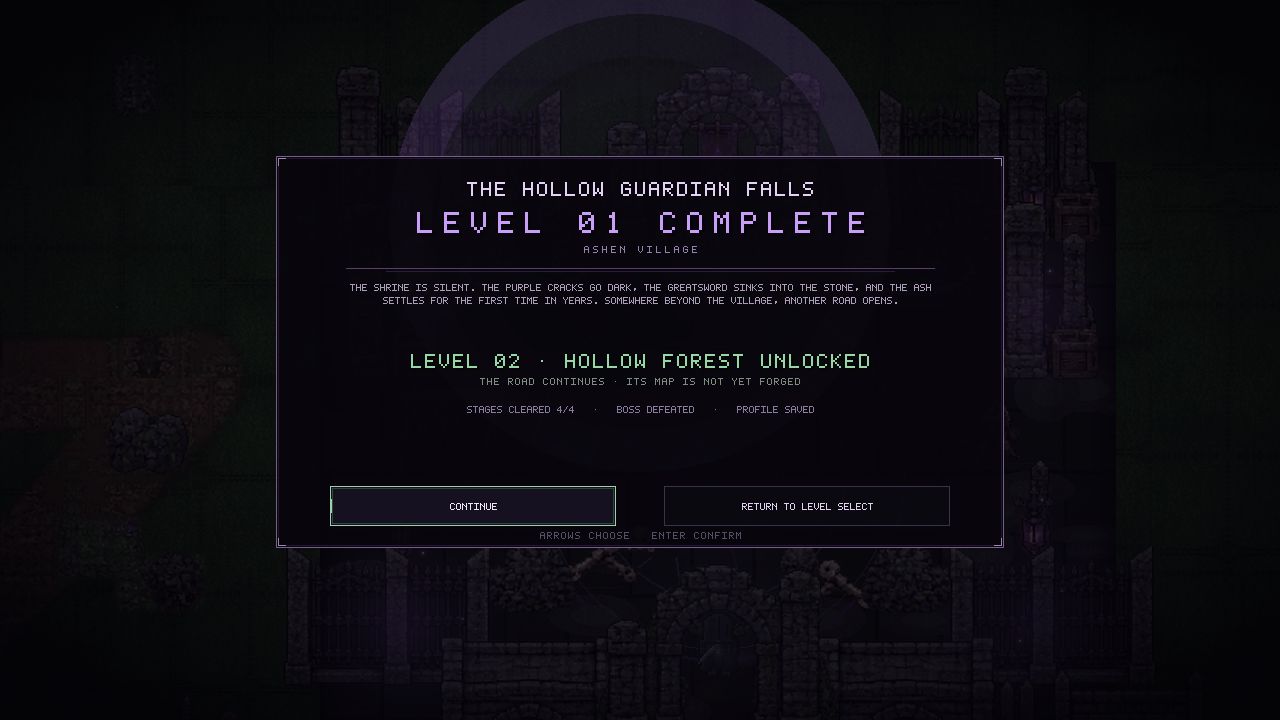 THE HOLLOW GUARDIAN FALLS
LEVEL 01 COMPLETE
ASHEN VILLAGE
THE SHRINE IS SILENT. THE PURPLE CRACKS GO DARK, THE GREATSWORD SINKS INTO THE STONE, AND THE ASH
SETTLES FOR THE FIRST TIME IN YEARS. SOMEWHERE BEYOND THE VILLAGE, ANOTHER ROAD OPENS.
LEVEL 02 · HOLLOW FOREST UNLOCKED
THE ROAD CONTINUES · ITS MAP IS NOT YET FORGED
STAGES CLEARED 4/4 · BOSS DEFEATED · PROFILE SAVED
CONTINUE
RETURN TO LEVEL SELECT
ARROWS CHOOSE ENTER CONFIRM